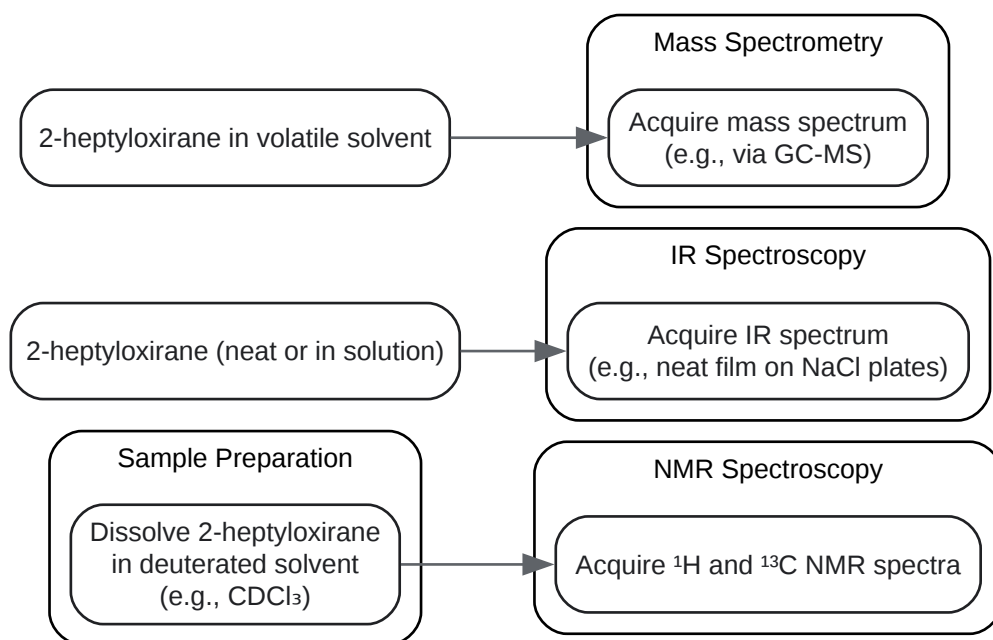 Mass Spectrometry
2-heptyloxirane in volatile solvent
Acquire mass spectrum
(e.g., via GC-MS)
IR Spectroscopy
2-heptyloxirane (neat or in solution)
Acquire IR spectrum
(e.g., neat film on NaCl plates)
Sample Preparation
Dissolve 2-heptyloxirane
in deuterated solvent
(e.g., CDCl₃)
NMR Spectroscopy
Acquire ¹H and ¹³C NMR spectra